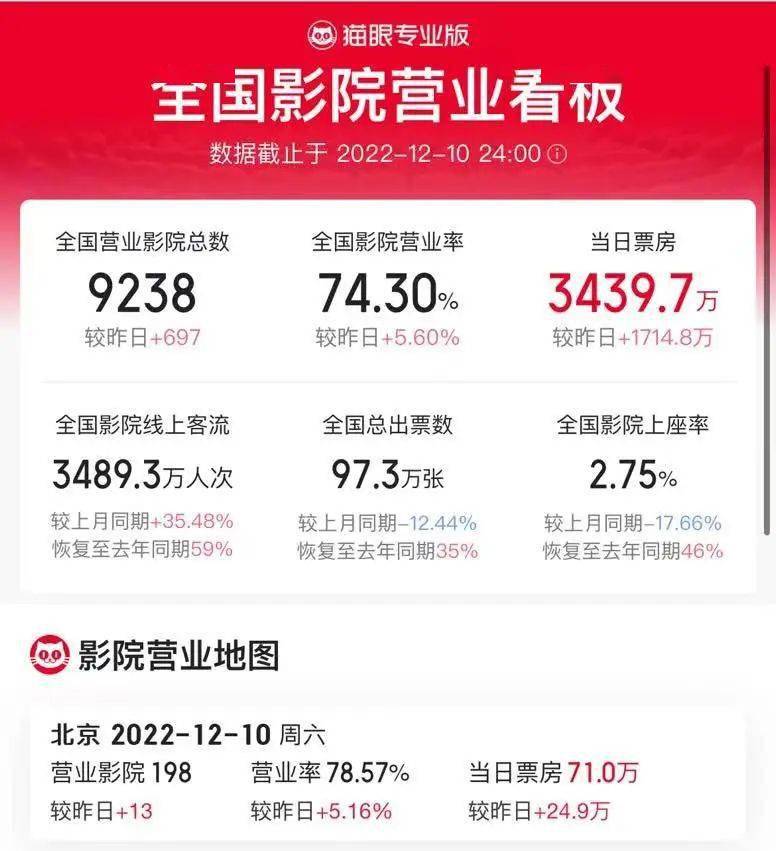 猫眼专业版
全国影院营业看板
数据截止于 2022-12-10 24:00
全国营业影院总数 全国影院营业率 当日票房
9238 74.30% 3439.7万
较昨日+697 较昨日+5.60% 较昨日+1714.8万
全国影院线上客流 全国总出票数 全国影院上座率
3489.3万人次 97.3万张 2.75%
较上月同期+35.48% 较上月同期-12.44% 较上月同期-17.66%
恢复至去年同期59% 恢复至去年同期35% 恢复至去年同期46%
影院营业地图
北京 2022-12-10 周六
营业影院 198 营业率 78.57% 当日票房 71.0万
较昨日+13 较昨日+5.16% 较昨日+24.9万